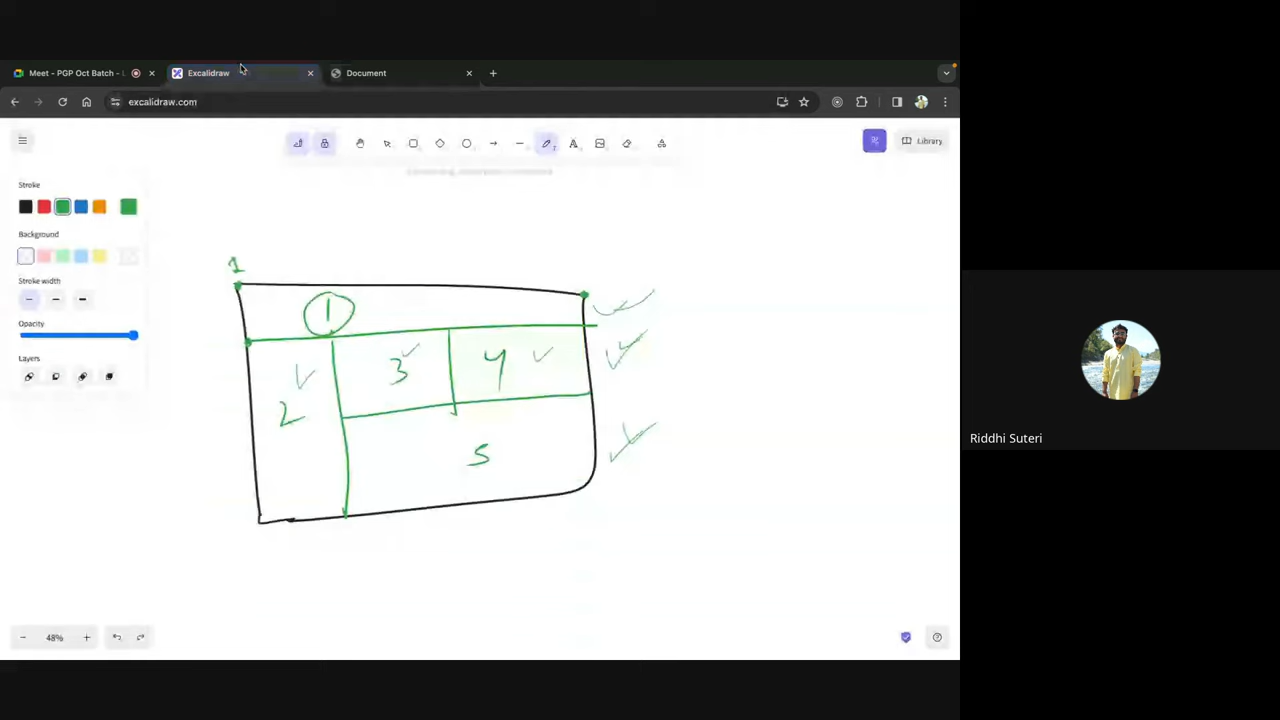 Meet - PGP Oct Batch - L
Excalidraw
Document
excalidraw.com
Library
Stroke
Background
Stroke width
Opacity
Layers
1
1
3
4
2
5
Riddhi Suteri
48%